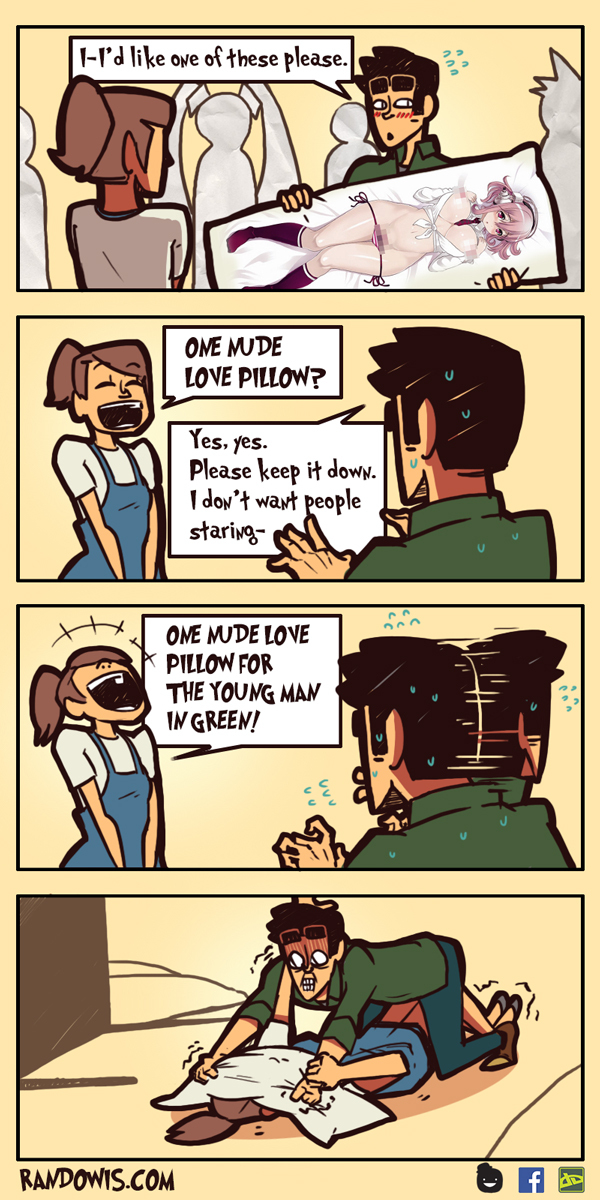 I-I'd like one of these please.
ONE NUDE
LOVE PILLOW?
Yes, yes.
Please keep it down.
I don't want people
staring-
ONE NUDE LOVE
PILLOW FOR
THE YOUNG MAN
IN GREEN!
RANDOWIS.COM